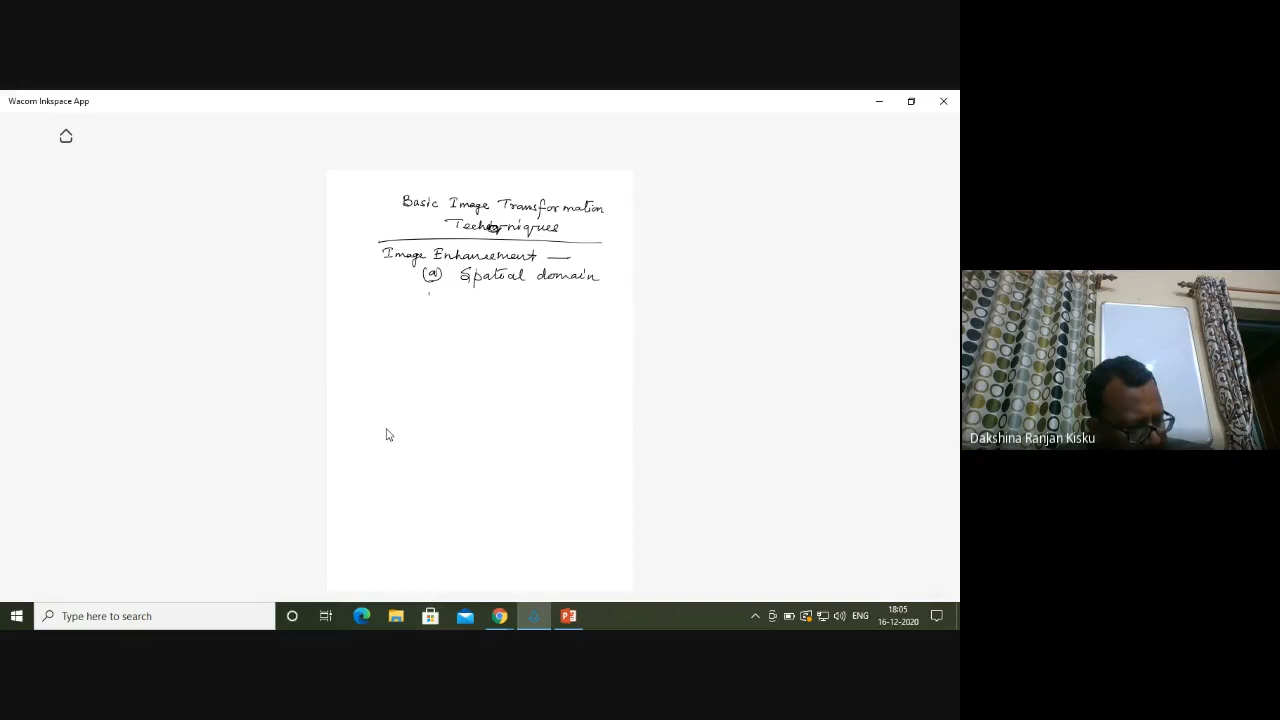 Wacom Inkspace App
Basic Image Transformation
Techniques
Image Enhancement —
(a) Spatial domain
Dakshina Ranjan Kisku
Type here to search
ENG
18:05
16-12-2020